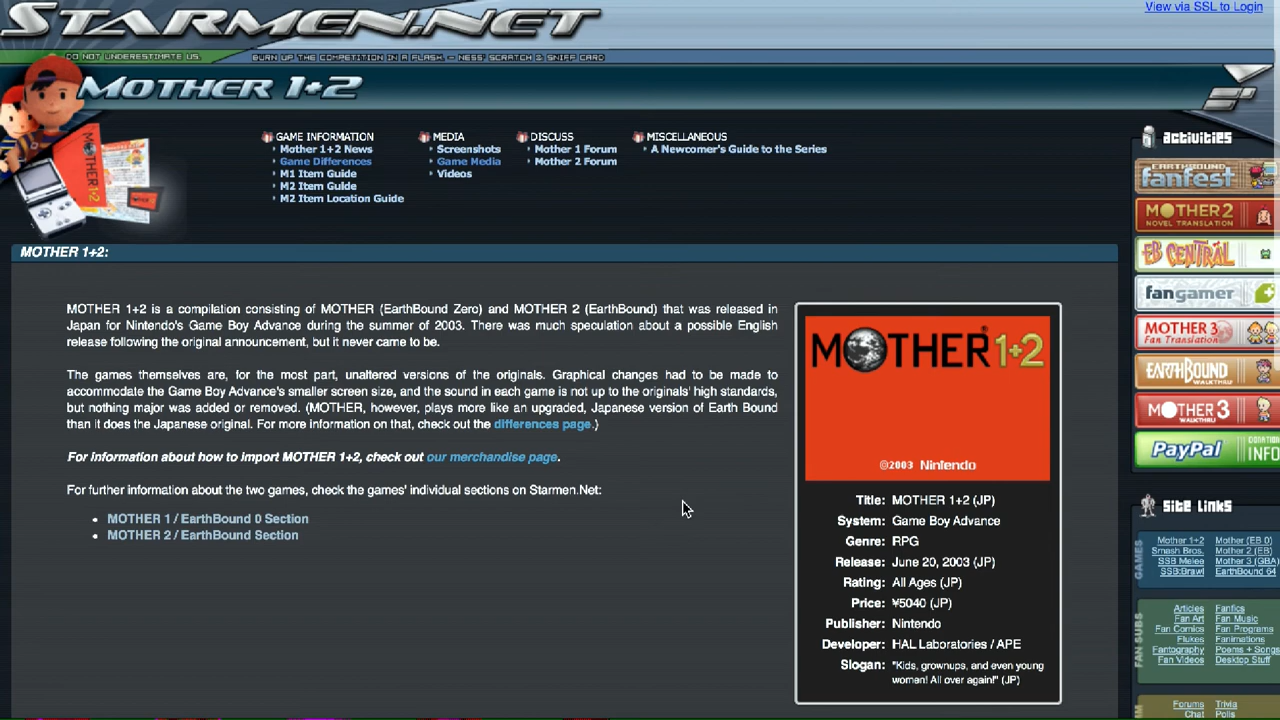 View via SSL to Login
STARMEN.NET
DO NOT UNDERESTIMATE US.
BURN UP THE COMPETITION IN A FLASH. - NESS, SCRATCH & SNIFF CARD
MOTHER 1+2
GAME INFORMATION
Mother 1+2 News
Game Differences
M1 Item Guide
M2 Item Guide
M2 Item Location Guide
MEDIA
Screenshots
Game Media
Videos
DISCUSS
Mother 1 Forum
Mother 2 Forum
MISCELLANEOUS
A Newcomer's Guide to the Series
MOTHER 1+2:
MOTHER 1+2 is a compilation consisting of MOTHER (EarthBound Zero) and MOTHER 2 (EarthBound) that was released in
Japan for Nintendo's Game Boy Advance during the summer of 2003. There was much speculation about a possible English
release following the original announcement, but it never came to be.
The games themselves are, for the most part, unaltered versions of the originals. Graphical changes had to be made to
accommodate the Game Boy Advance's smaller screen size, and the sound in each game is not up to the originals' high standards,
but nothing major was added or removed. (MOTHER, however, plays more like an upgraded, Japanese version of Earth Bound
than it does the Japanese original. For more information on that, check out the differences page.)
For information about how to import MOTHER 1+2, check out our merchandise page.
For further information about the two games, check the games' individual sections on Starmen.Net:
MOTHER 1 / EarthBound 0 Section
MOTHER 2 / EarthBound Section
MOTHER 1+2
©2003 Nintendo
Title: MOTHER 1+2 (JP)
System: Game Boy Advance
Genre: RPG
Release: June 20, 2003 (JP)
Rating: All Ages (JP)
Price: ¥5040 (JP)
Publisher: Nintendo
Developer: HAL Laboratories / APE
Slogan: "Kids, grownups, and even young
women! All over again!" (JP)
activities
EARTHBOUND
fanfest
MOTHER 2
NOVEL TRANSLATION
EB CENTRAL
fangamer
MOTHER 3
Fan Translation
EARTHBOUND
WALKTHRU
MOTHER 3
WALKTHRU
PayPal
DONATION
INFO
Site Links
GAMES
Mother 1+2 Mother (EB 0)
Smash Bros. Mother 2 (EB)
SSB Melee Mother 3 (GBA)
SSB:Brawl EarthBound 64
FAN SUBS
Articles Fanfics
Fan Art Fan Music
Fan Comics Fan Programs
Flukes Fanimations
Fantography Poems + Songs
Fan Videos Desktop Stuff
Forums Trivia
Chat Polls